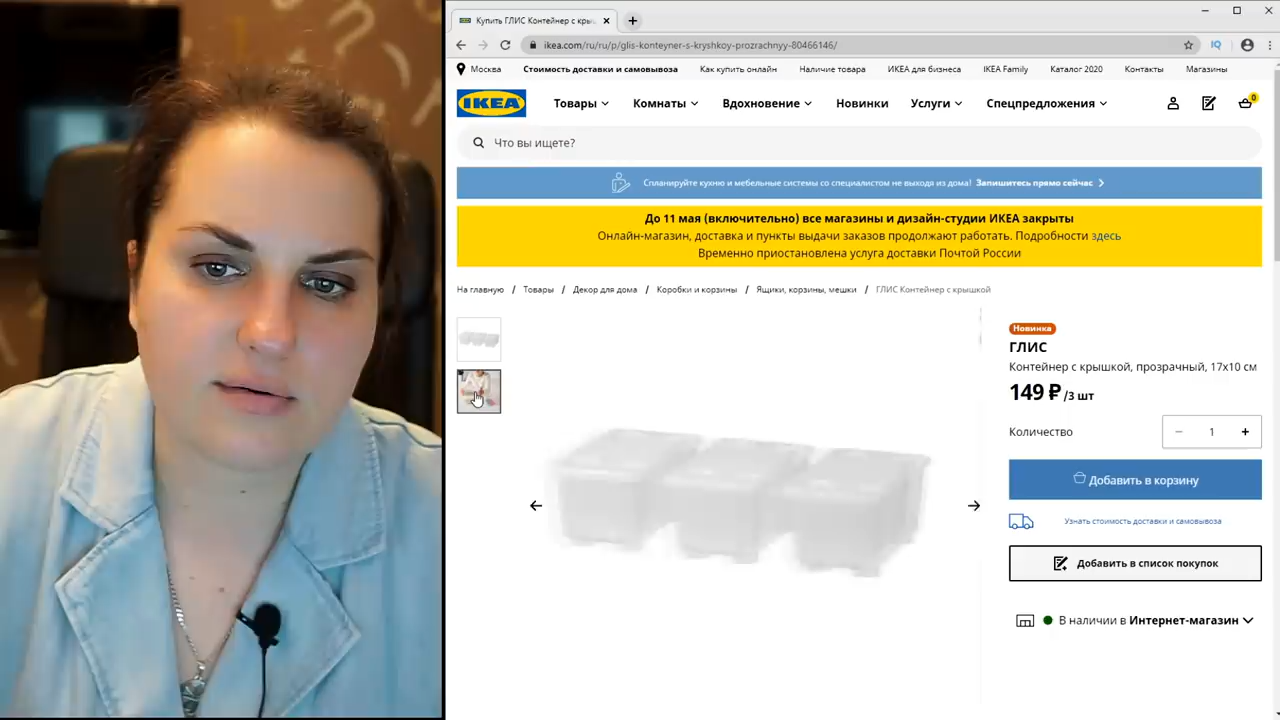 Купить ГЛИС Контейнер с кры
ikea.com/ru/ru/p/glis-konteyner-s-kryshkoy-prozrachnyy-80466146/
IQ
Москва
Стоимость доставки и самовывоза
Как купить онлайн
Наличие товара
ИКЕА для бизнеса
IKEA Family
Каталог 2020
Контакты
Магазины
IKEA
Товары
Комнаты
Вдохновение
Новинки
Услуги
Спецпредложения
0
Что вы ищете?
Спланируйте кухню и мебельные системы со специалистом не выходя из дома! Запишитесь прямо сейчас
До 11 мая (включительно) все магазины и дизайн-студии ИКЕА закрыты
Онлайн-магазин, доставка и пункты выдачи заказов продолжают работать. Подробности здесь
Временно приостановлена услуга доставки Почтой России
На главную / Товары / Декор для дома / Коробки и корзины / Ящики, корзины, мешки / ГЛИС Контейнер с крышкой
Новинка
ГЛИС
Контейнер с крышкой, прозрачный, 17x10 см
149 ₽ /3 шт
Количество
1
Добавить в корзину
Узнать стоимость доставки и самовывоза
Добавить в список покупок
В наличии в Интернет-магазин